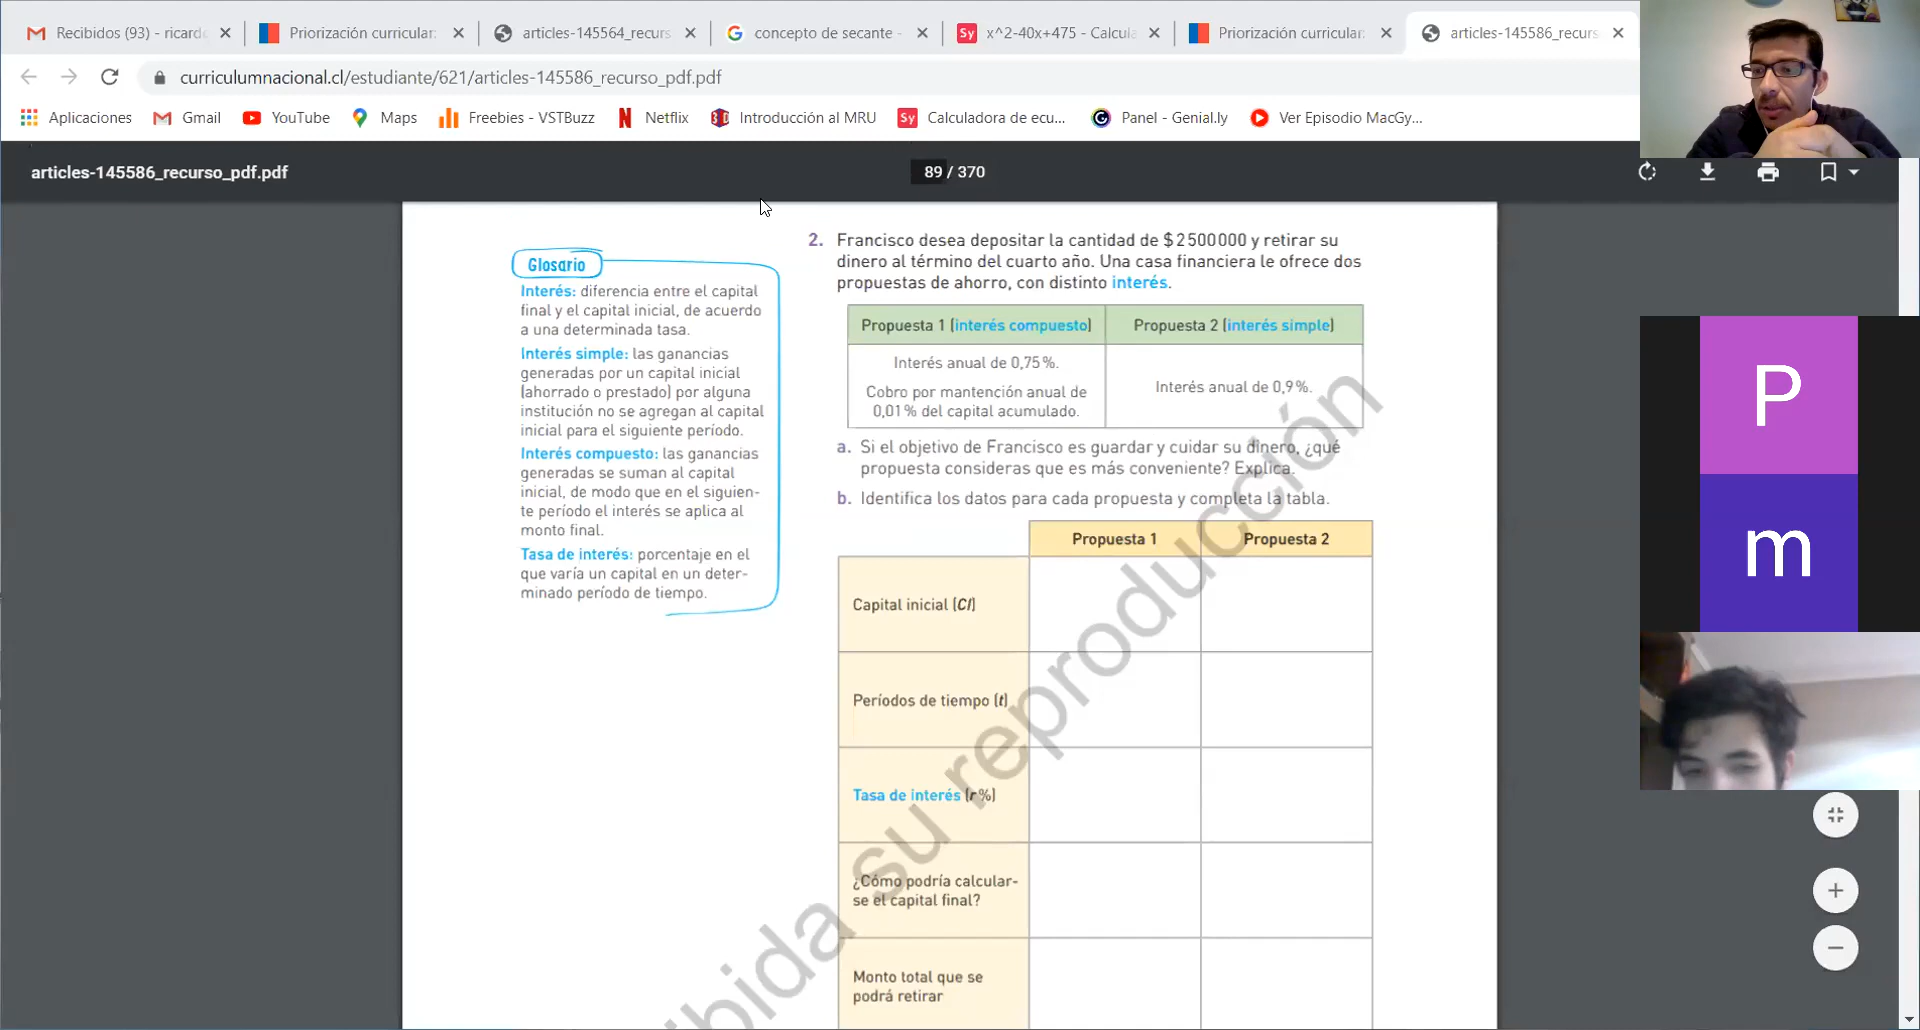 Recibidos (93) - ricard
Priorización curricular:
articles-145564_recurs
concepto de secante -
x^2-40x+475 - Calcula
Priorización curricular:
articles-145586_recurs
curriculumnacional.cl/estudiante/621/articles-145586_recurso_pdf.pdf
Aplicaciones
Gmail
YouTube
Maps
Freebies - VSTBuzz
Netflix
Introducción al MRU
Calculadora de ecu...
Panel - Genial.ly
Ver Episodio MacGy...
articles-145586_recurso_pdf.pdf
89 / 370
Glosario
Interés: diferencia entre el capital
final y el capital inicial, de acuerdo
a una determinada tasa.
Interés simple: las ganancias
generadas por un capital inicial
(ahorrado o prestado) por alguna
institución no se agregan al capital
inicial para el siguiente período.
Interés compuesto: las ganancias
generadas se suman al capital
inicial, de modo que en el siguien-
te período el interés se aplica al
monto final.
Tasa de interés: porcentaje en el
que varía un capital en un deter-
minado período de tiempo.
2. Francisco desea depositar la cantidad de $ 2 500 000 y retirar su
dinero al término del cuarto año. Una casa financiera le ofrece dos
propuestas de ahorro, con distinto interés.
Propuesta 1 (interés compuesto)
Propuesta 2 (interés simple)
Interés anual de 0,75 %.
Cobro por mantención anual de
0,01 % del capital acumulado.
Interés anual de 0,9 %.
a. Si el objetivo de Francisco es guardar y cuidar su dinero, ¿qué
propuesta consideras que es más conveniente? Explica.
b. Identifica los datos para cada propuesta y completa la tabla.
Propuesta 1
Propuesta 2
Capital inicial (CI)
Períodos de tiempo (t)
Tasa de interés (r %)
¿Cómo podría calcular-
se el capital final?
Monto total que se
podrá retirar
bida su reproducción
P
m